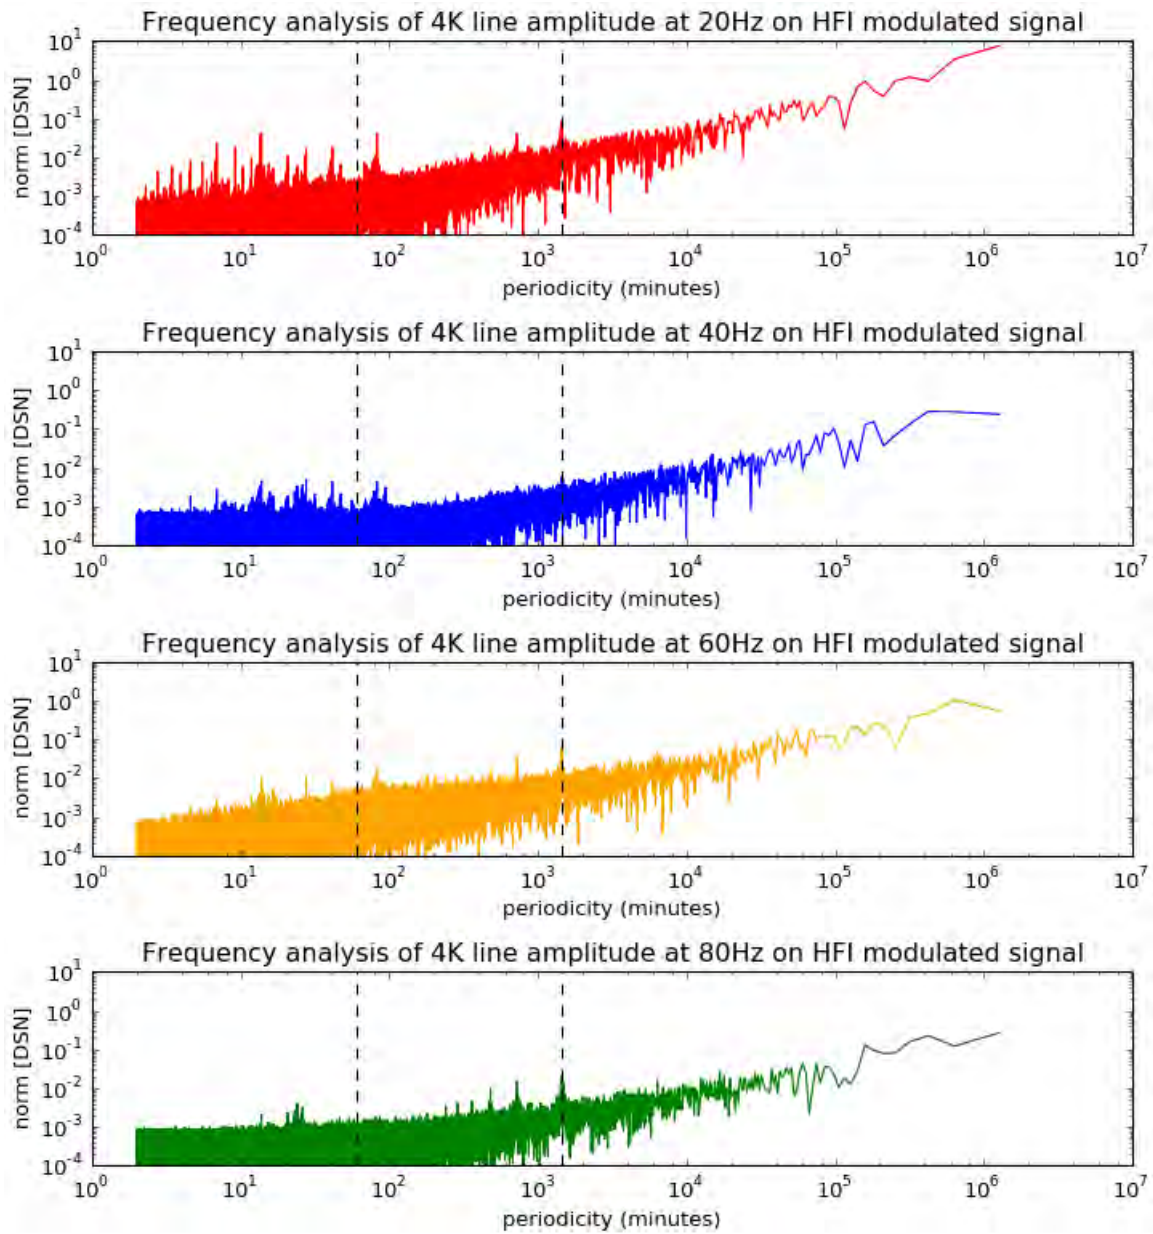 Frequency analysis of 4K line amplitude at 20Hz on HFI modulated signal
norm [DSN]
10^1
10^0
10^-1
10^-2
10^-3
10^-4
10^0 10^1 10^2 10^3 10^4 10^5 10^6 10^7
periodicity (minutes)
Frequency analysis of 4K line amplitude at 40Hz on HFI modulated signal
norm [DSN]
10^1
10^0
10^-1
10^-2
10^-3
10^-4
10^0 10^1 10^2 10^3 10^4 10^5 10^6 10^7
periodicity (minutes)
Frequency analysis of 4K line amplitude at 60Hz on HFI modulated signal
norm [DSN]
10^1
10^0
10^-1
10^-2
10^-3
10^-4
10^0 10^1 10^2 10^3 10^4 10^5 10^6 10^7
periodicity (minutes)
Frequency analysis of 4K line amplitude at 80Hz on HFI modulated signal
norm [DSN]
10^1
10^0
10^-1
10^-2
10^-3
10^-4
10^0 10^1 10^2 10^3 10^4 10^5 10^6 10^7
periodicity (minutes)